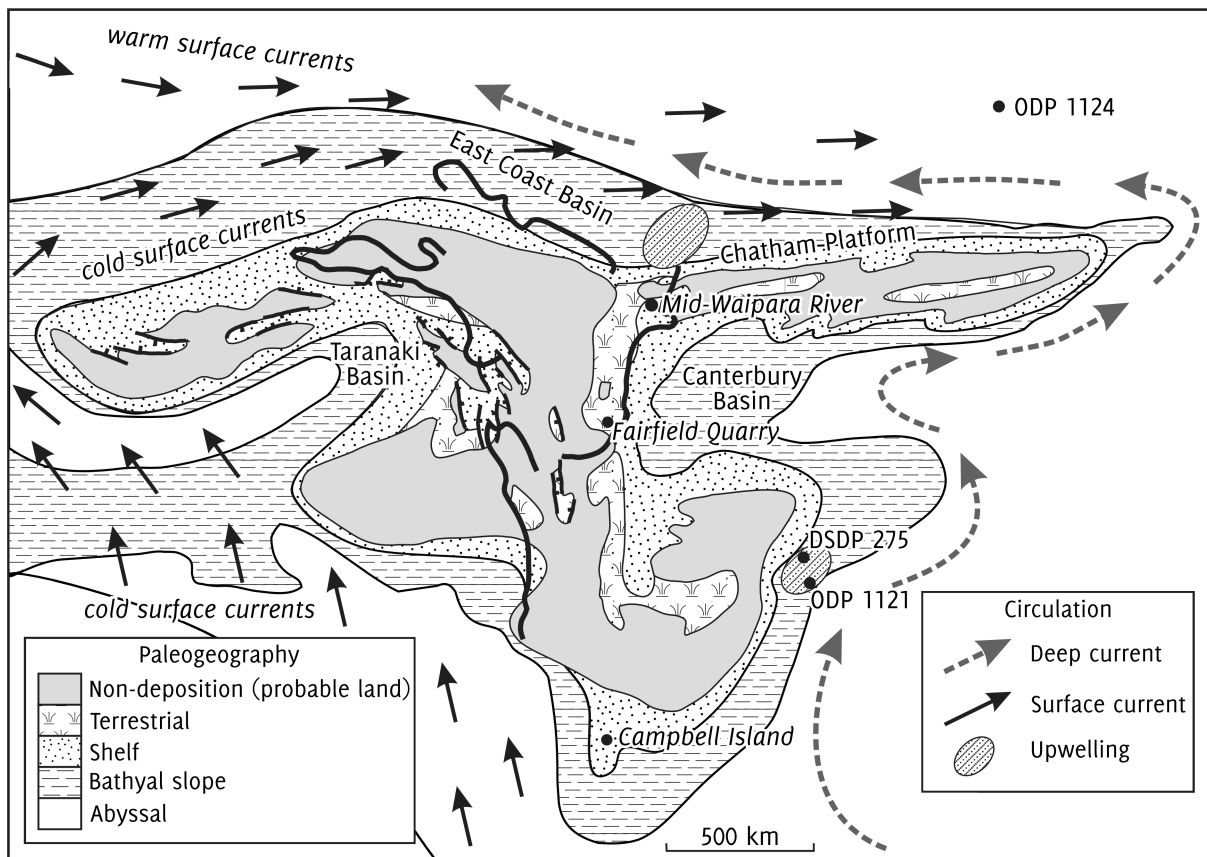 warm surface currents
ODP 1124
East Coast
Basin
cold surface currents
Chatham Platform
Mid-Waipara River
Taranaki
Basin
Canterbury
Basin
Fairfield Quarry
DSDP 275
ODP 1121
cold surface currents
Campbell Island
500 km
Paleogeography
Non-deposition (probable land)
Terrestrial
Shelf
Bathyal slope
Abyssal
Circulation
Deep current
Surface current
Upwelling